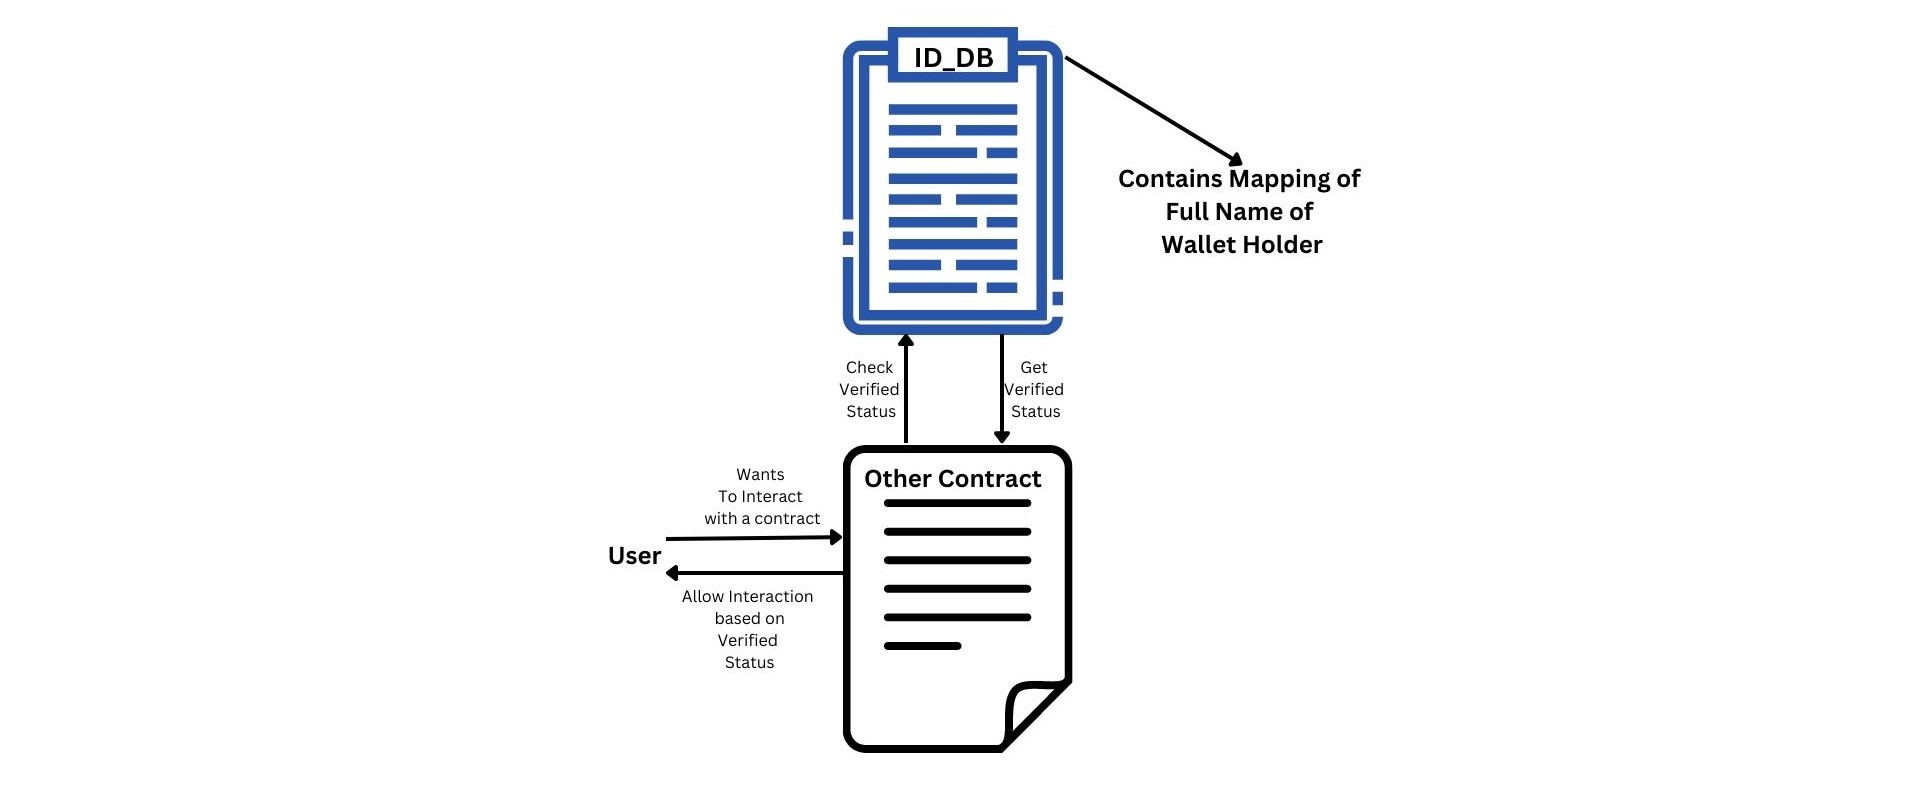 ID_DB
Contains Mapping of
Full Name of
Wallet Holder
Check
Verified
Status
Get
Verified
Status
Other Contract
Wants
To Interact
with a contract
User
Allow Interaction
based on
Verified
Status